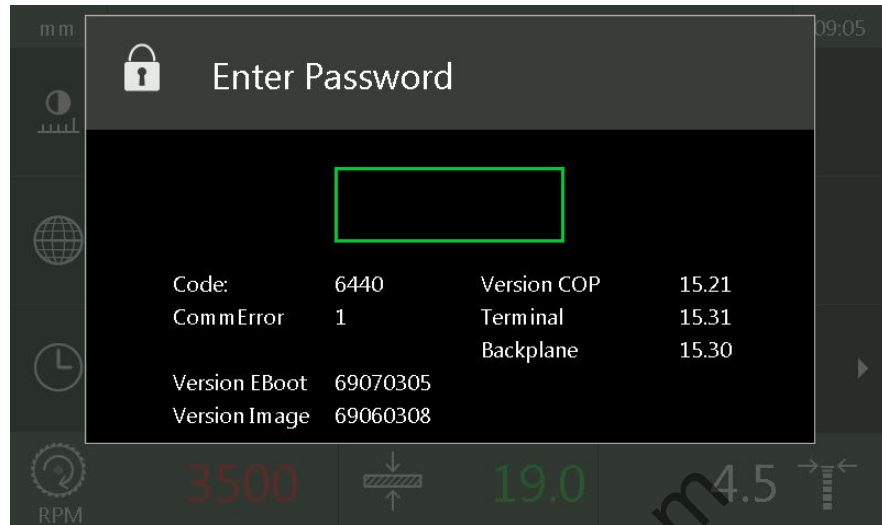 mm
09:05
Enter Password
Code: 6440 Version COP 15.21
CommError 1 Terminal 15.31
Backplane 15.30
Version EBoot 69070305
Version Image 69060308
3500 19.0 4.5
RPM